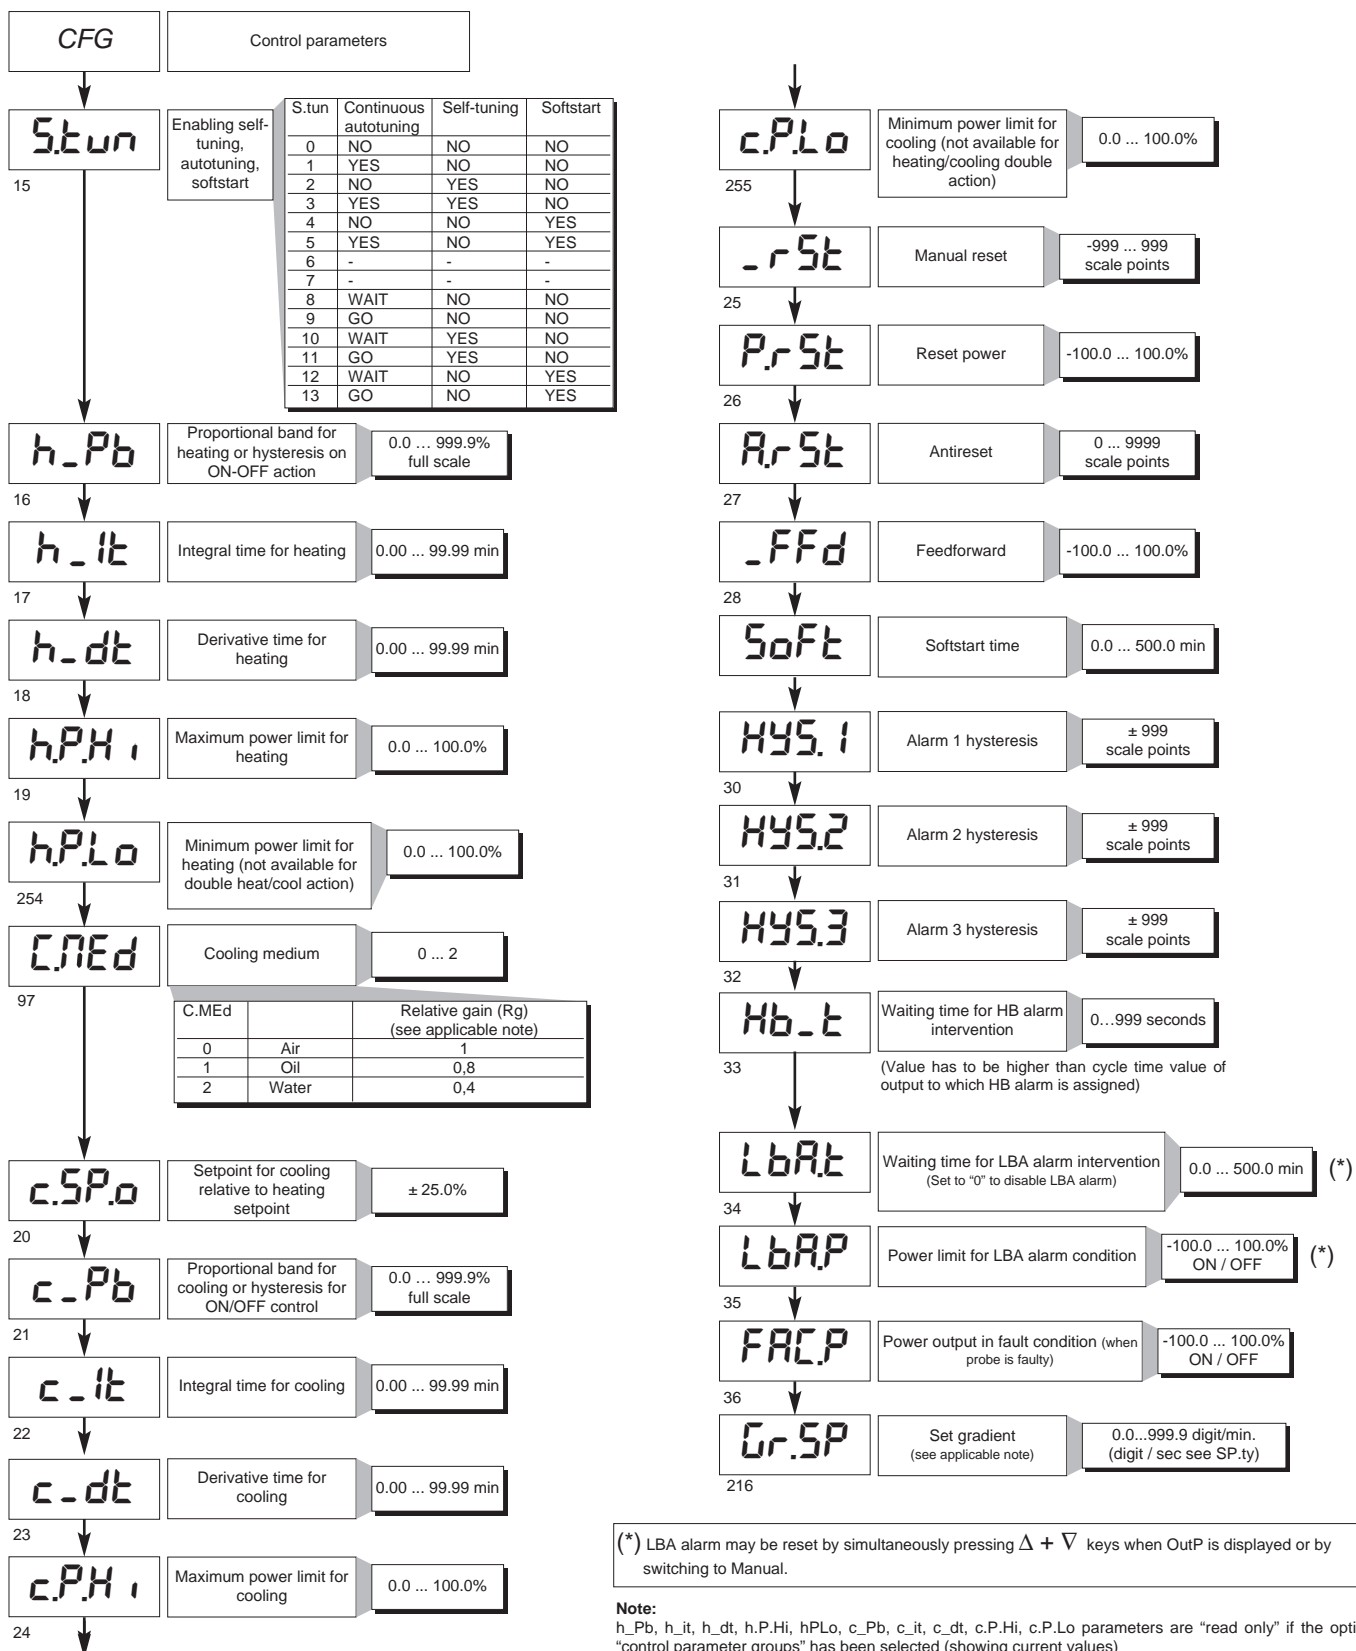 CFG
Control parameters
S.tun
15
Enabling self-
tuning,
autotuning,
softstart
S.tun Continuous autotuning Self-tuning Softstart
0 NO NO NO
1 YES NO NO
2 NO YES NO
3 YES YES NO
4 NO NO YES
5 YES NO YES
6 - - -
7 - - -
8 WAIT NO NO
9 GO NO NO
10 WAIT YES NO
11 GO YES NO
12 WAIT NO YES
13 GO NO YES
h_Pb
16
Proportional band for
heating or hysteresis on
ON-OFF action
0.0 ... 999.9%
full scale
h_It
17
Integral time for heating
0.00 ... 99.99 min
h_dt
18
Derivative time for
heating
0.00 ... 99.99 min
h.P.Hi
19
Maximum power limit for
heating
0.0 ... 100.0%
h.P.Lo
254
Minimum power limit for
heating (not available for
double heat/cool action)
0.0 ... 100.0%
C.MEd
97
Cooling medium
0 ... 2
C.MEd Relative gain (Rg)
(see applicable note)
0 Air 1
1 Oil 0,8
2 Water 0,4
c.SP.o
20
Setpoint for cooling
relative to heating
setpoint
± 25.0%
c_Pb
21
Proportional band for
cooling or hysteresis for
ON/OFF control
0.0 ... 999.9%
full scale
c_It
22
Integral time for cooling
0.00 ... 99.99 min
c_dt
23
Derivative time for
cooling
0.00 ... 99.99 min
c.P.Hi
24
Maximum power limit for
cooling
0.0 ... 100.0%
c.P.Lo
255
Minimum power limit for
cooling (not available for
heating/cooling double
action)
0.0 ... 100.0%
_rSt
25
Manual reset
-999 ... 999
scale points
P.rSt
26
Reset power
-100.0 ... 100.0%
A.rSt
27
Antireset
0 ... 9999
scale points
_FFd
28
Feedforward
-100.0 ... 100.0%
SoFt
Softstart time
0.0 ... 500.0 min
HYS.1
30
Alarm 1 hysteresis
± 999
scale points
HYS.2
31
Alarm 2 hysteresis
± 999
scale points
HYS.3
32
Alarm 3 hysteresis
± 999
scale points
Hb_t
33
Waiting time for HB alarm
intervention
0...999 seconds
(Value has to be higher than cycle time value of
output to which HB alarm is assigned)
LbA.t
34
Waiting time for LBA alarm intervention
(Set to “0” to disable LBA alarm)
0.0 ... 500.0 min
(*)
LbA.P
35
Power limit for LBA alarm condition
-100.0 ... 100.0%
ON / OFF
(*)
FAC.P
36
Power output in fault condition (when
probe is faulty)
-100.0 ... 100.0%
ON / OFF
Gr.SP
216
Set gradient
(see applicable note)
0.0...999.9 digit/min.
(digit / sec see SP.ty)
(*) LBA alarm may be reset by simultaneously pressing Δ + ∇ keys when OutP is displayed or by
switching to Manual.
Note:
h_Pb, h_it, h_dt, h.P.Hi, hPLo, c_Pb, c_it, c_dt, c.P.Hi, c.P.Lo parameters are “read only” if the opti
“control parameter groups” has been selected (showing current values)